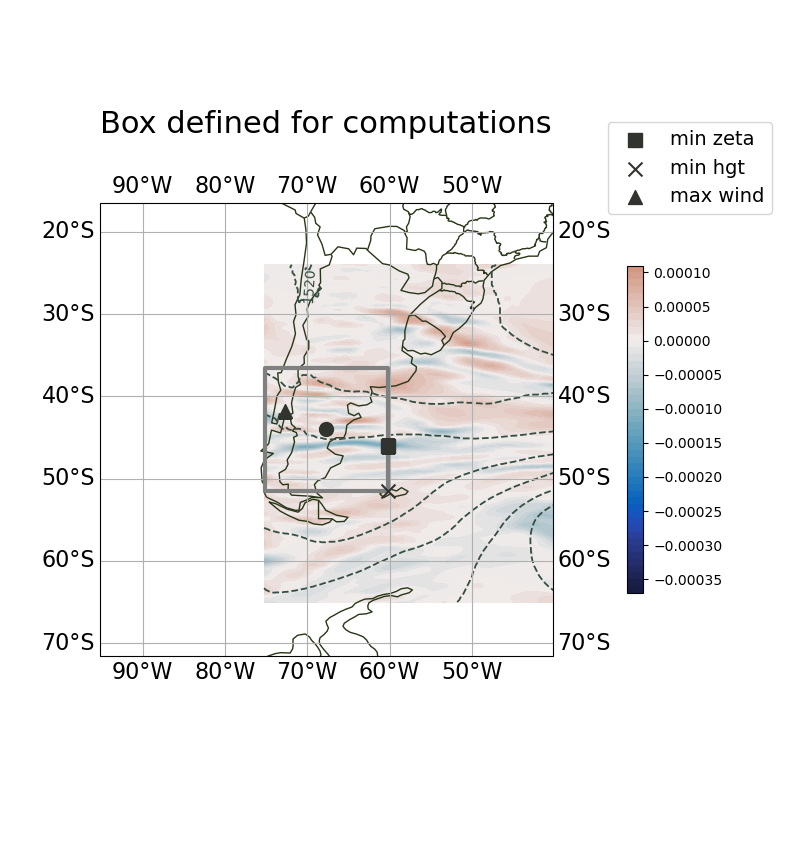 Box defined for computations
min zeta
min hgt
max wind
90°W 80°W 70°W 60°W 50°W
20°S 20°S
1520
30°S 30°S
40°S 40°S
50°S 50°S
60°S 60°S
70°S 70°S
90°W 80°W 70°W 60°W 50°W
0.00010
0.00005
0.00000
−0.00005
−0.00010
−0.00015
−0.00020
−0.00025
−0.00030
−0.00035